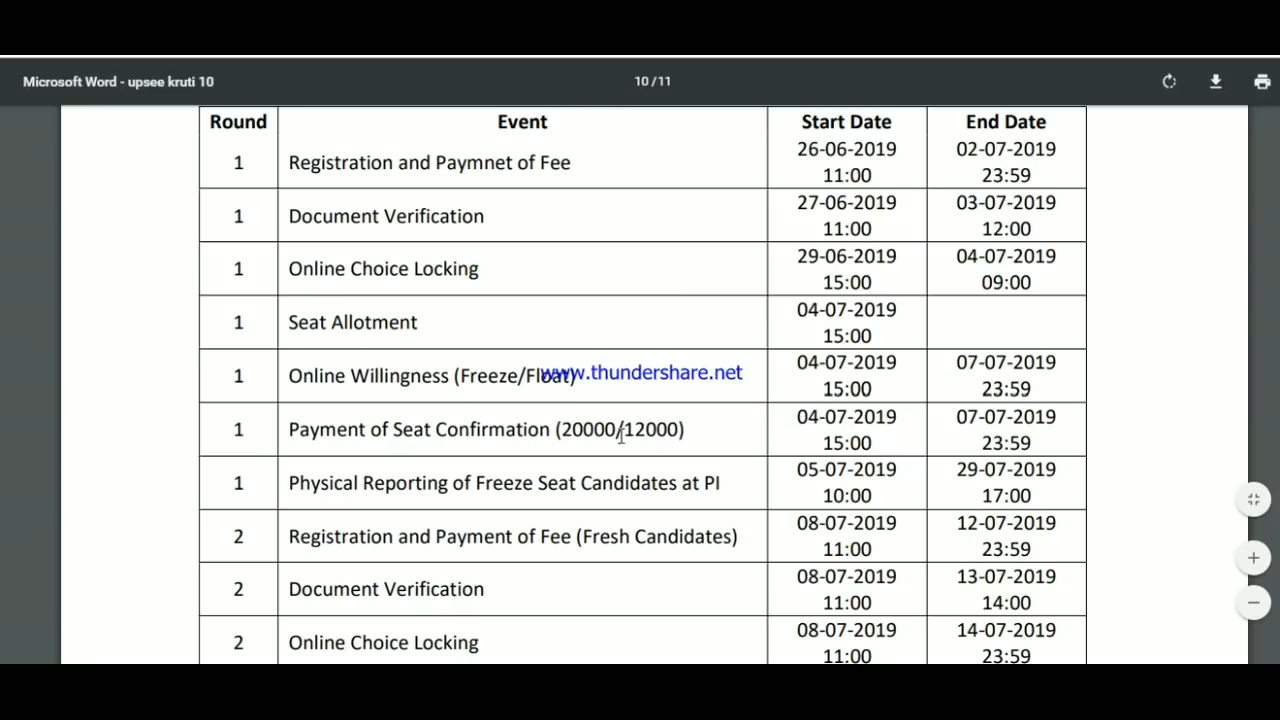 Microsoft Word - upsee kruti 10
10/11
Round Event Start Date End Date
1 Registration and Paymnet of Fee 26-06-2019 11:00 02-07-2019 23:59
1 Document Verification 27-06-2019 11:00 03-07-2019 12:00
1 Online Choice Locking 29-06-2019 15:00 04-07-2019 09:00
1 Seat Allotment 04-07-2019 15:00
1 Online Willingness (Freeze/Float) 04-07-2019 15:00 07-07-2019 23:59
www.thundershare.net
1 Payment of Seat Confirmation (20000/12000) 04-07-2019 15:00 07-07-2019 23:59
1 Physical Reporting of Freeze Seat Candidates at PI 05-07-2019 10:00 29-07-2019 17:00
2 Registration and Payment of Fee (Fresh Candidates) 08-07-2019 11:00 12-07-2019 23:59
2 Document Verification 08-07-2019 11:00 13-07-2019 14:00
2 Online Choice Locking 08-07-2019 11:00 14-07-2019 23:59